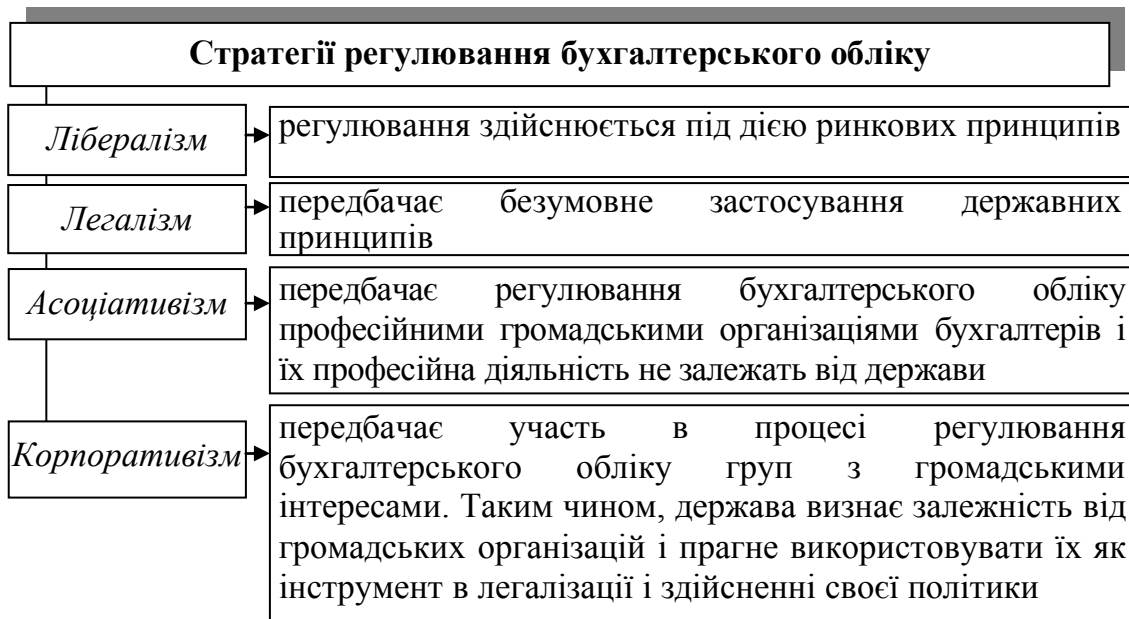 Стратегії регулювання бухгалтерського обліку
Лібералізм
регулювання здійснюється під дією ринкових принципів
Легалізм
передбачає безумовне застосування державних
принципів
Асоціативізм
передбачає регулювання бухгалтерського обліку
професійними громадськими організаціями бухгалтерів і
їх професійна діяльність не залежать від держави
Корпоративізм
передбачає участь в процесі регулювання
бухгалтерського обліку груп з громадськими
інтересами. Таким чином, держава визнає залежність від
громадських організацій і прагне використовувати їх як
інструмент в легалізації і здійсненні своєї політики